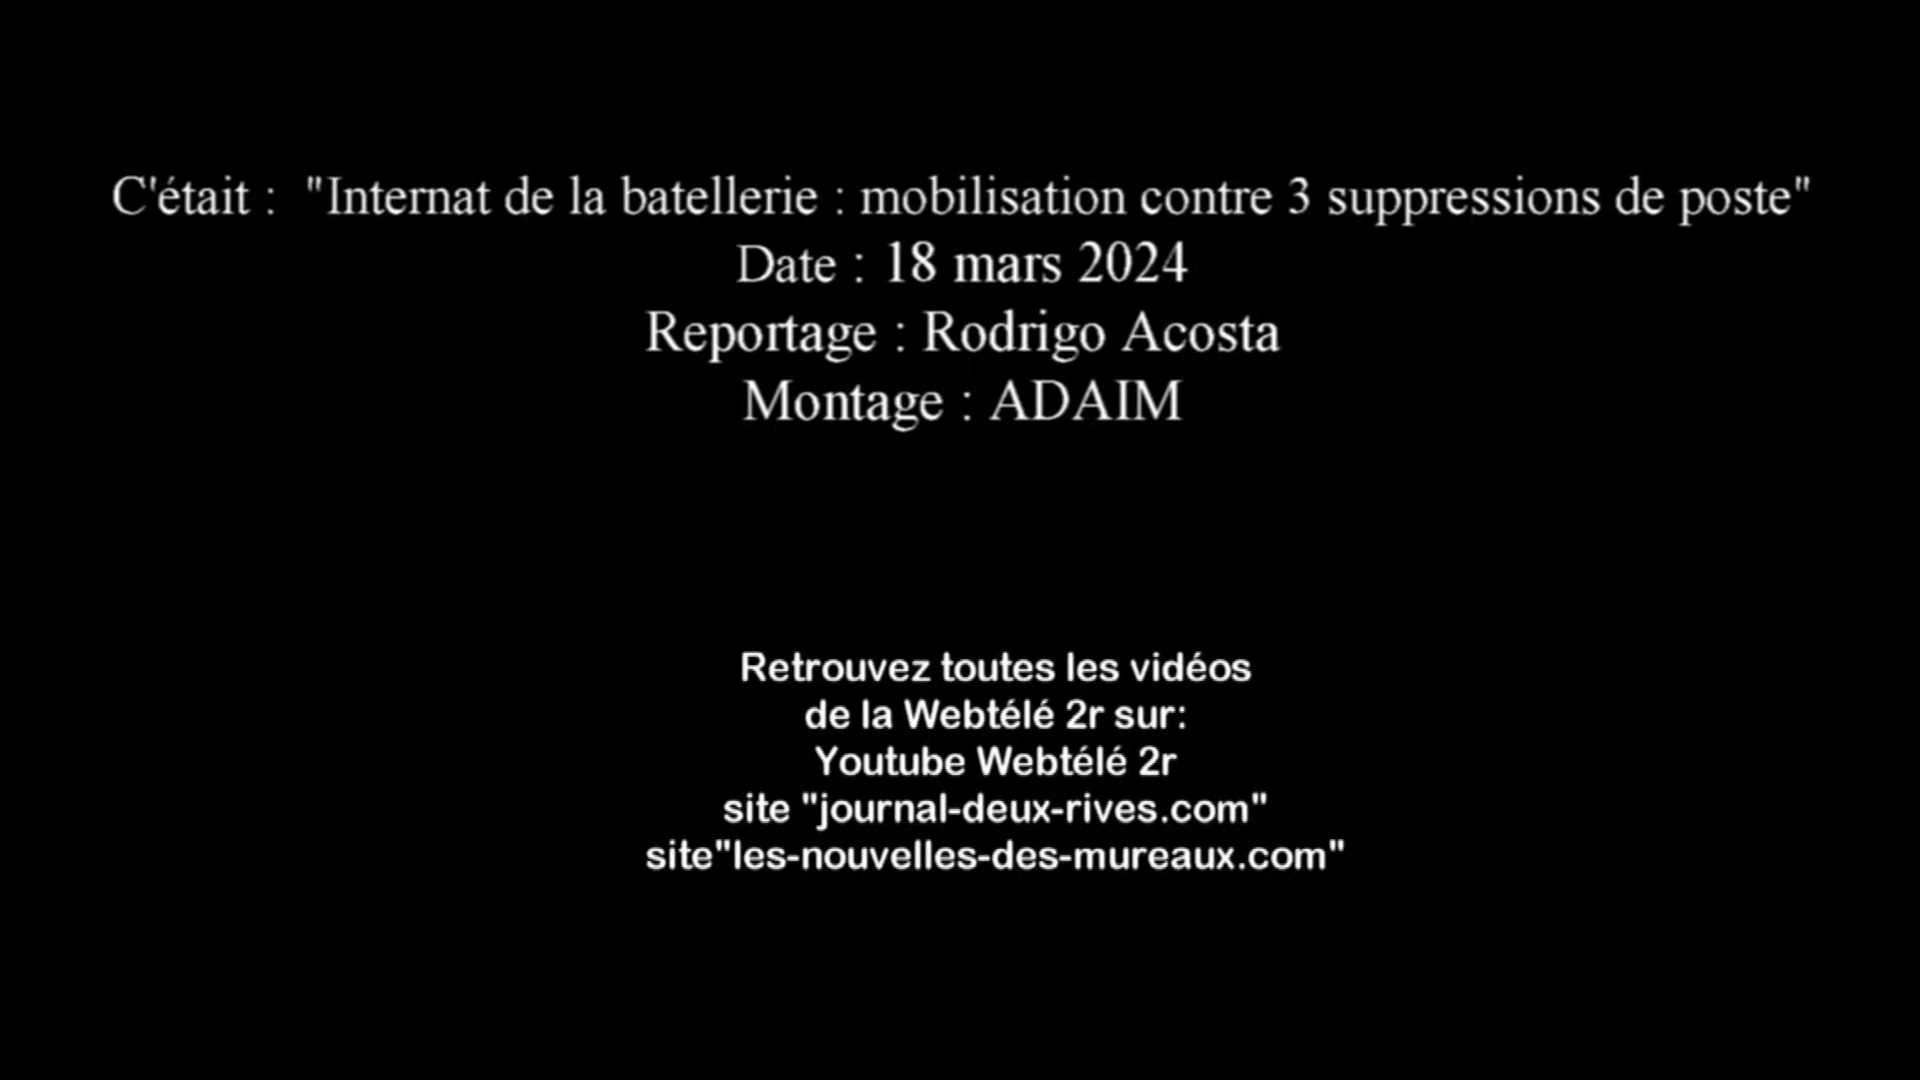 C'était :  "Internat de la batellerie : mobilisation contre 3 suppressions de poste"
Date : 18 mars 2024
Reportage : Rodrigo Acosta
Montage : ADAIM
Retrouvez toutes les vidéos
de la Webtélé 2r sur:
Youtube Webtélé 2r
site "journal-deux-rives.com"
site"les-nouvelles-des-mureaux.com"